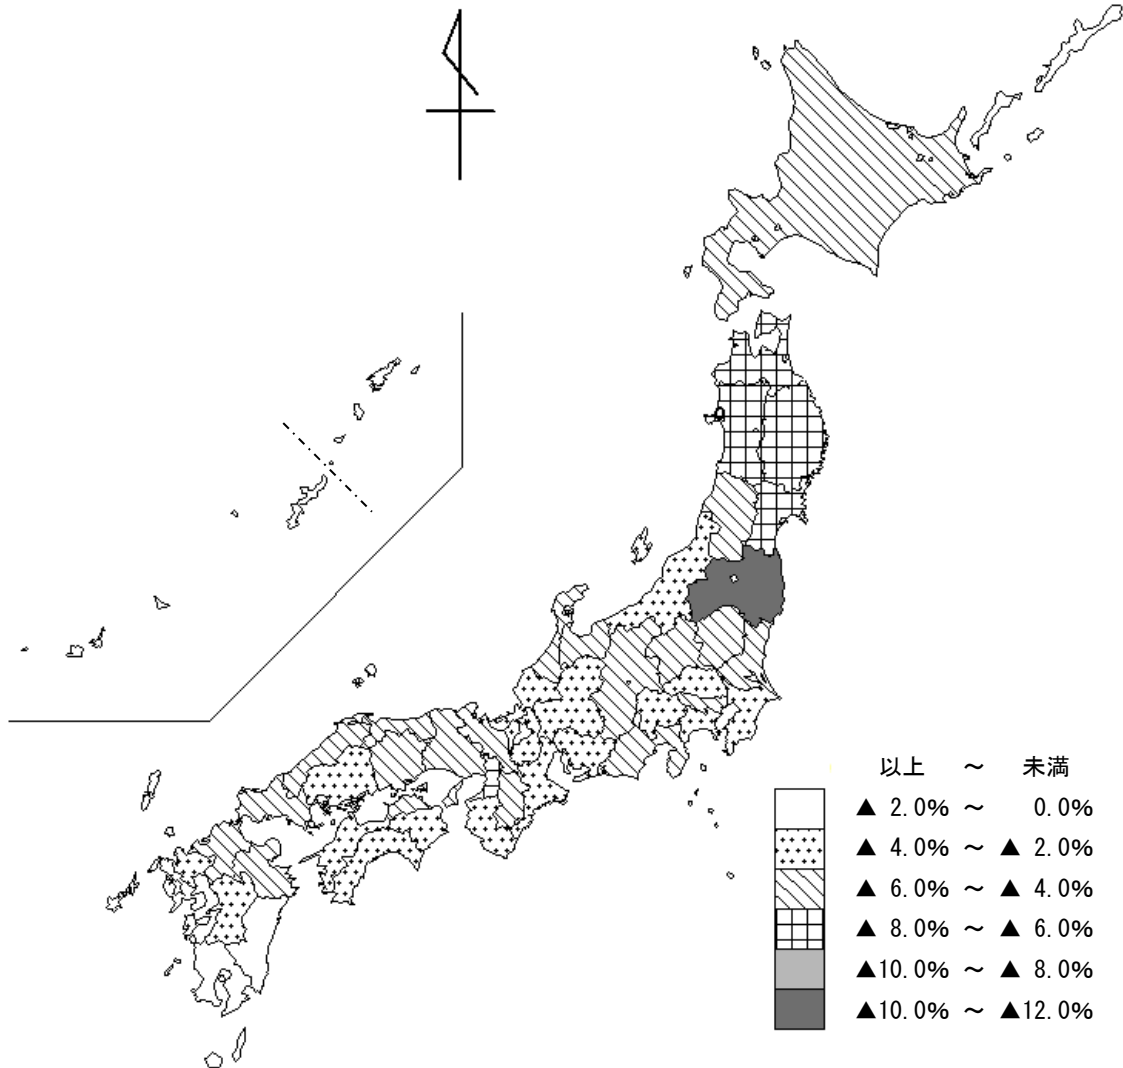 以上 ～ 未満
▲ 2.0% ～ 0.0%
▲ 4.0% ～ ▲ 2.0%
▲ 6.0% ～ ▲ 4.0%
▲ 8.0% ～ ▲ 6.0%
▲10.0% ～ ▲ 8.0%
▲10.0% ～ ▲12.0%